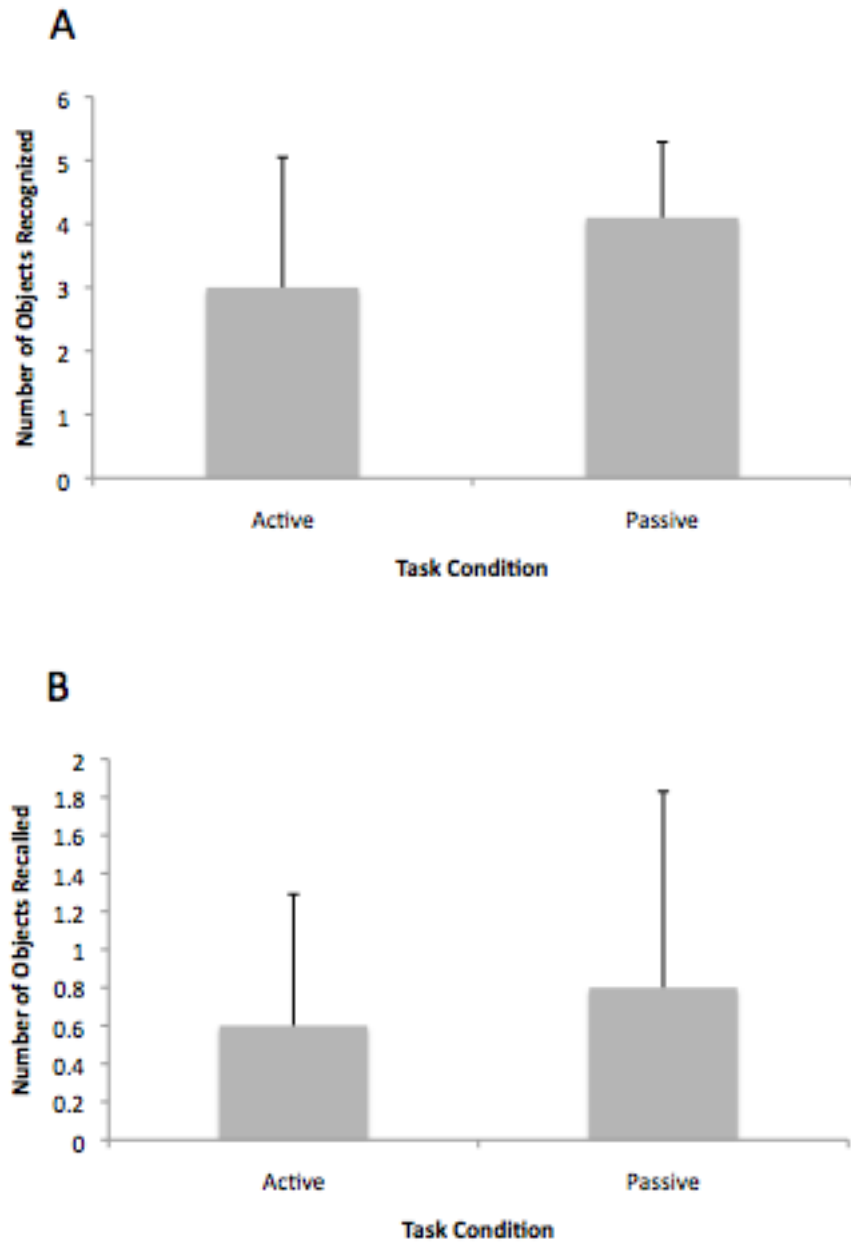 A
Number of Objects Recognized
6
5
4
3
2
1
0
Active Passive
Task Condition
B
Number of Objects Recalled
2
1.8
1.6
1.4
1.2
1
0.8
0.6
0.4
0.2
0
Active Passive
Task Condition